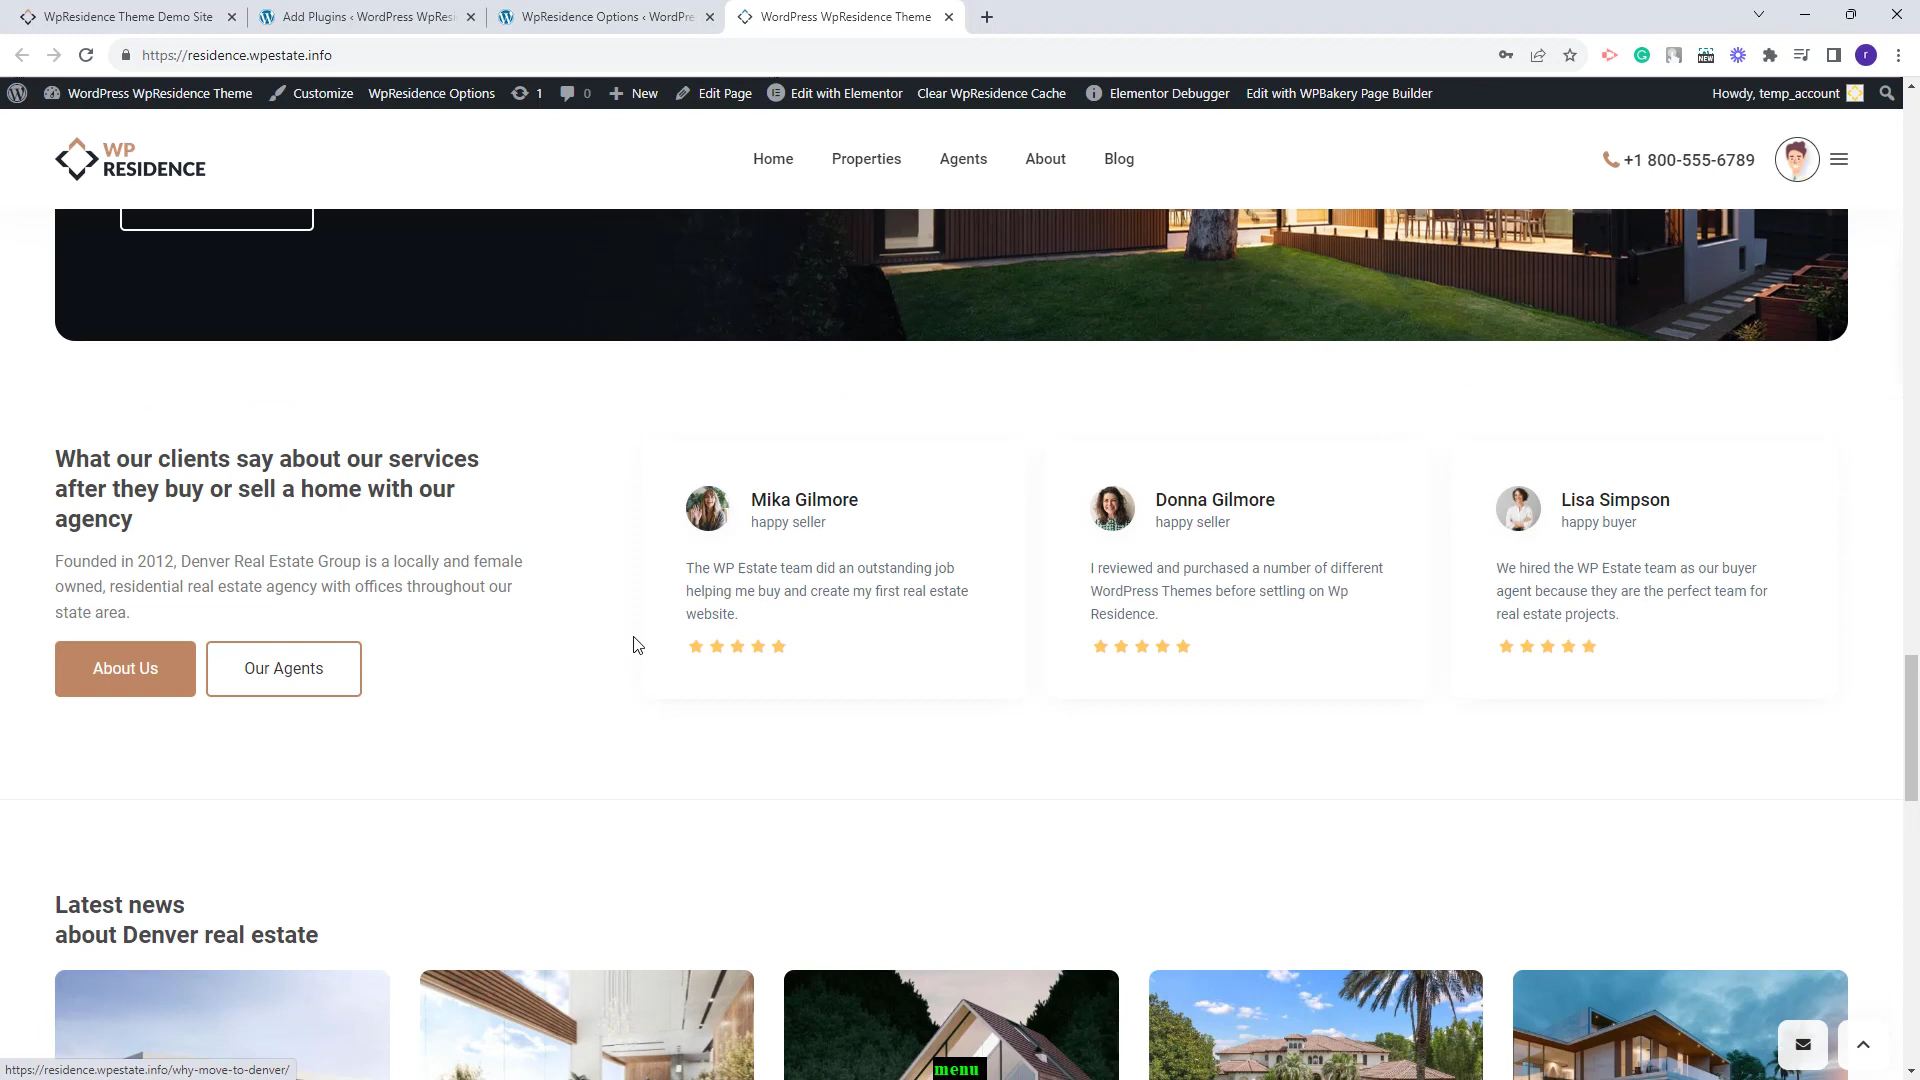 WpResidence Theme Demo Site
Add Plugins ‹ WordPress WpResi
WpResidence Options ‹ WordPre
WordPress WpResidence Theme
https://residence.wpestate.info
NEW
r
WordPress WpResidence Theme
Customize
WpResidence Options
1
0
New
Edit Page
Edit with Elementor
Clear WpResidence Cache
Elementor Debugger
Edit with WPBakery Page Builder
Howdy, temp_account
WP
RESIDENCE
Home
Properties
Agents
About
Blog
+1 800-555-6789
What our clients say about our services
after they buy or sell a home with our
agency
Founded in 2012, Denver Real Estate Group is a locally and female
owned, residential real estate agency with offices throughout our
state area.
About Us
Our Agents
Mika Gilmore
happy seller
The WP Estate team did an outstanding job
helping me buy and create my first real estate
website.
Donna Gilmore
happy seller
I reviewed and purchased a number of different
WordPress Themes before settling on Wp
Residence.
Lisa Simpson
happy buyer
We hired the WP Estate team as our buyer
agent because they are the perfect team for
real estate projects.
Latest news
about Denver real estate
menu
https://residence.wpestate.info/why-move-to-denver/